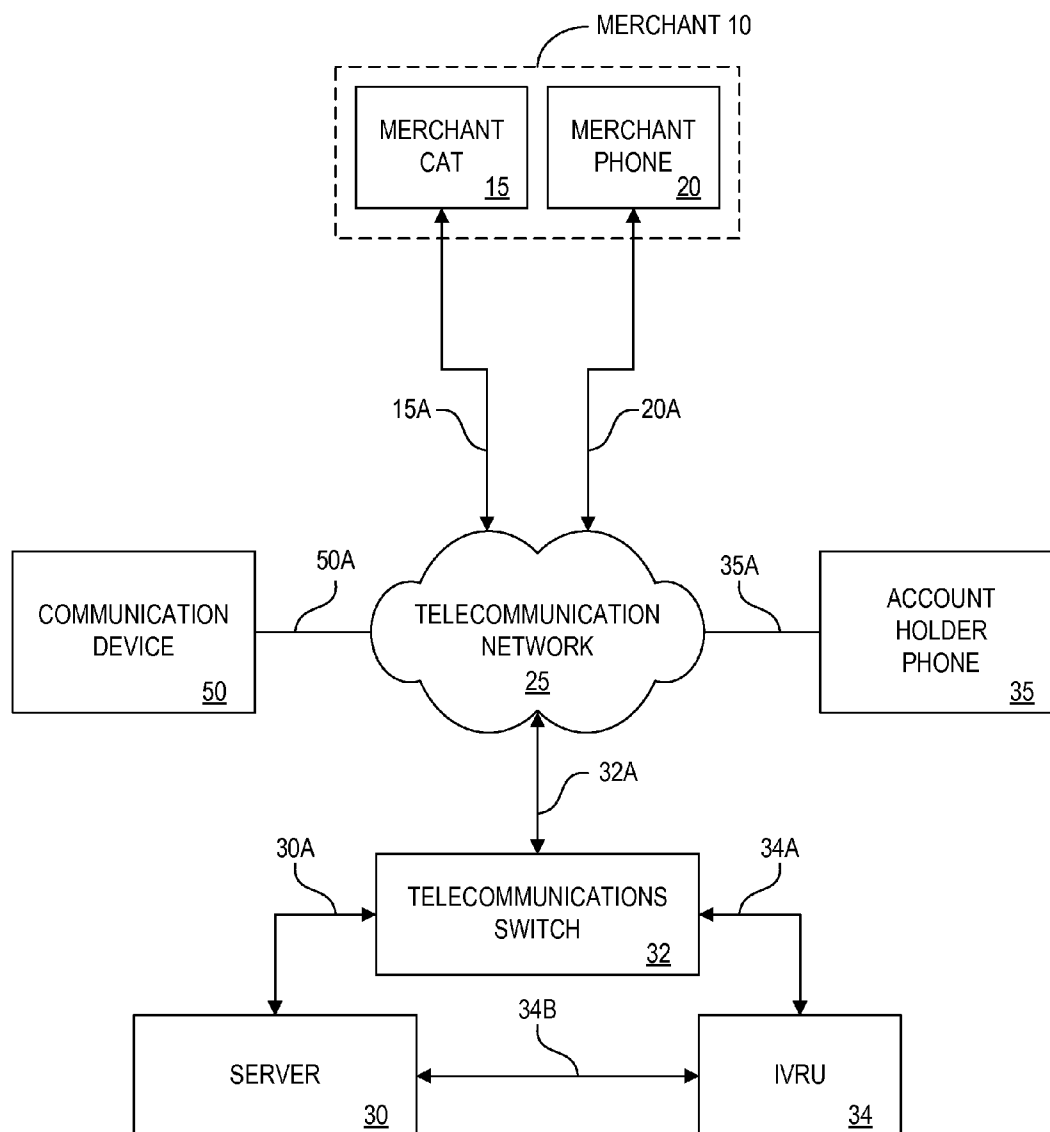 MERCHANT 10
MERCHANT
CAT
15
MERCHANT
PHONE
20
15A
20A
COMMUNICATION
DEVICE
50
50A
TELECOMMUNICATION
NETWORK
25
35A
ACCOUNT
HOLDER
PHONE
35
32A
30A
TELECOMMUNICATIONS
SWITCH
32
34A
SERVER
30
34B
IVRU
34